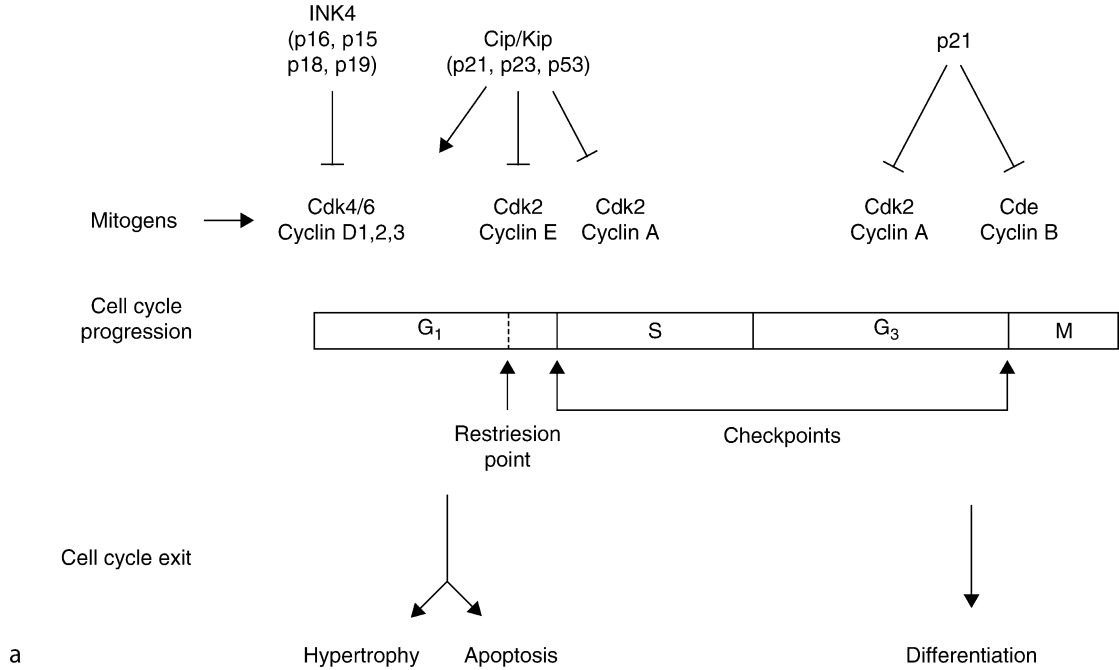 INK4
(p16, p15
p18, p19)
Cip/Kip
(p21, p23, p53)
p21
Mitogens
Cdk4/6
Cyclin D1,2,3
Cdk2
Cyclin E
Cdk2
Cyclin A
Cdk2
Cyclin A
Cde
Cyclin B
Cell cycle
progression
G1
S
G3
M
Restriesion
point
Checkpoints
Cell cycle exit
Hypertrophy
Apoptosis
Differentiation
a